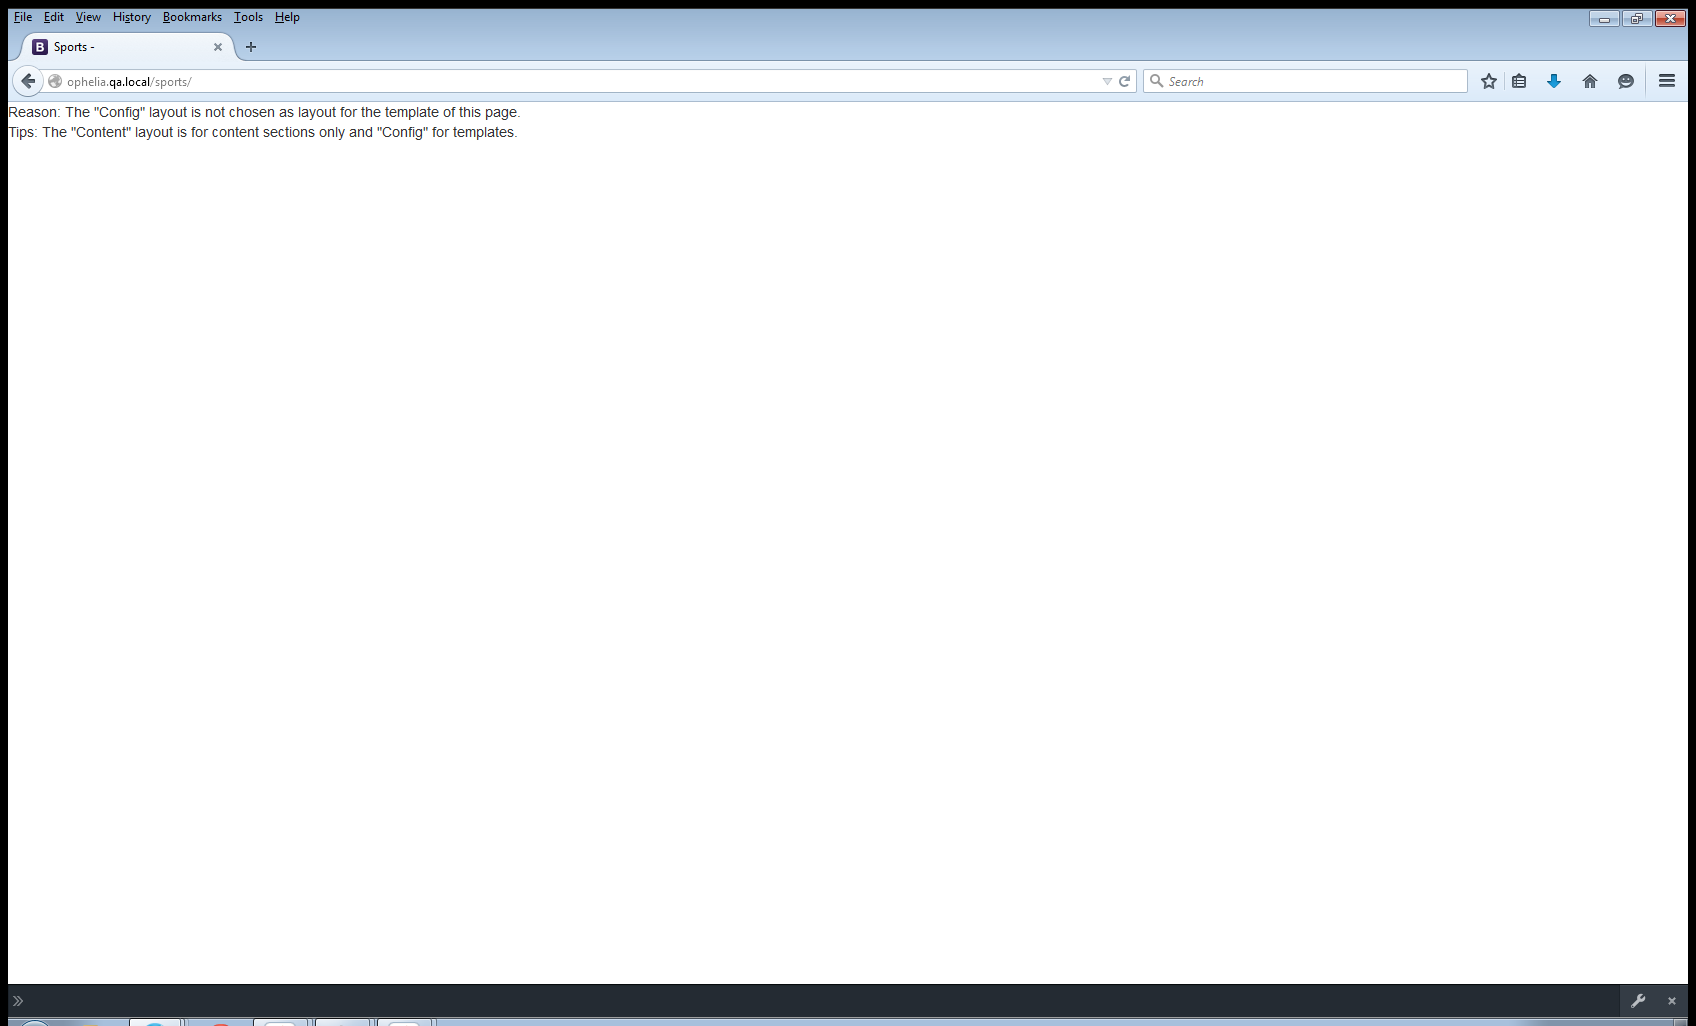 File Edit View History Bookmarks Tools Help
B Sports -
ophelia.qa.local/sports/ Search
Reason: The "Config" layout is not chosen as layout for the template of this page.
Tips: The "Content" layout is for content sections only and "Config" for templates.